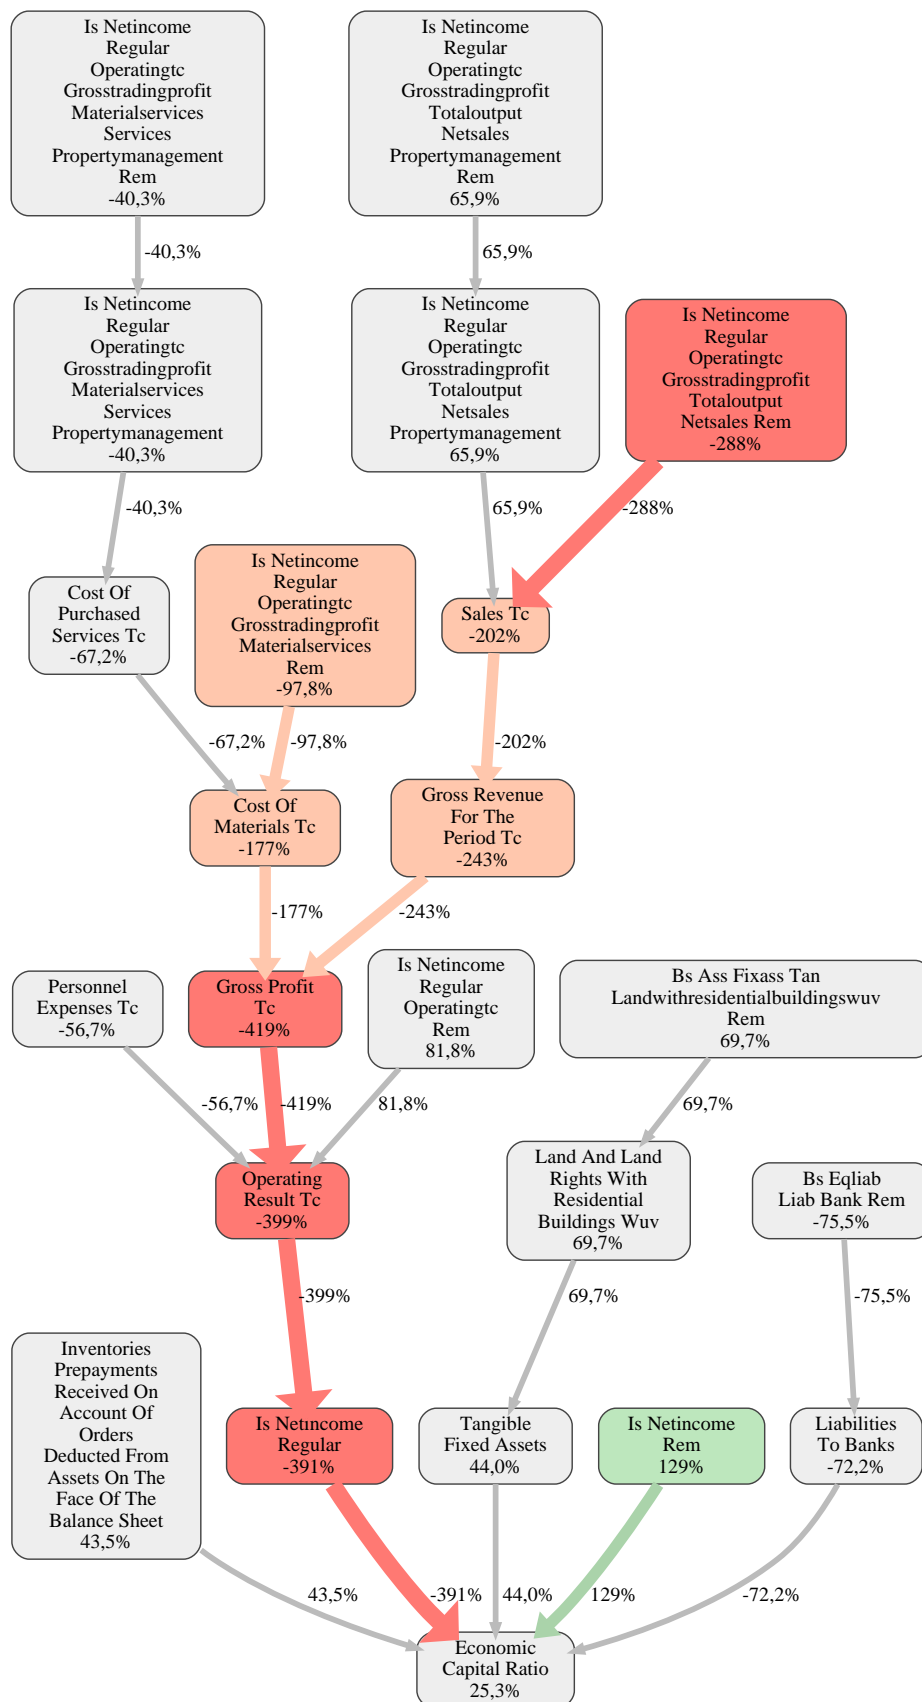 Is Netincome
Regular
Operatingtc
Grosstradingprofit
Materialservices
Services
Propertymanagement
Rem
-40,3%
Is Netincome
Regular
Operatingtc
Grosstradingprofit
Totaloutput
Netsales
Propertymanagement
Rem
65,9%
-40,3%
65,9%
Is Netincome
Regular
Operatingtc
Grosstradingprofit
Materialservices
Services
Propertymanagement
-40,3%
Is Netincome
Regular
Operatingtc
Grosstradingprofit
Totaloutput
Netsales
Propertymanagement
65,9%
Is Netincome
Regular
Operatingtc
Grosstradingprofit
Totaloutput
Netsales Rem
-288%
-40,3%
65,9%
-288%
Cost Of
Purchased
Services Tc
-67,2%
Is Netincome
Regular
Operatingtc
Grosstradingprofit
Materialservices
Rem
-97,8%
Sales Tc
-202%
-67,2%
-97,8%
-202%
Cost Of
Materials Tc
-177%
Gross Revenue
For The
Period Tc
-243%
-177%
-243%
Personnel
Expenses Tc
-56,7%
Gross Profit
Tc
-419%
Is Netincome
Regular
Operatingtc
Rem
81,8%
Bs Ass Fixass Tan
Landwithresidentialbuildingswuv
Rem
69,7%
-56,7%
-419%
81,8%
69,7%
Operating
Result Tc
-399%
Land And Land
Rights With
Residential
Buildings Wuv
69,7%
Bs Eqliab
Liab Bank Rem
-75,5%
-399%
69,7%
-75,5%
Inventories
Prepayments
Received On
Account Of
Orders
Deducted From
Assets On The
Face Of The
Balance Sheet
43,5%
Is Netincome
Regular
-391%
Tangible
Fixed Assets
44,0%
Is Netincome
Rem
129%
Liabilities
To Banks
-72,2%
43,5%
-391%
44,0%
129%
-72,2%
Economic
Capital Ratio
25,3%